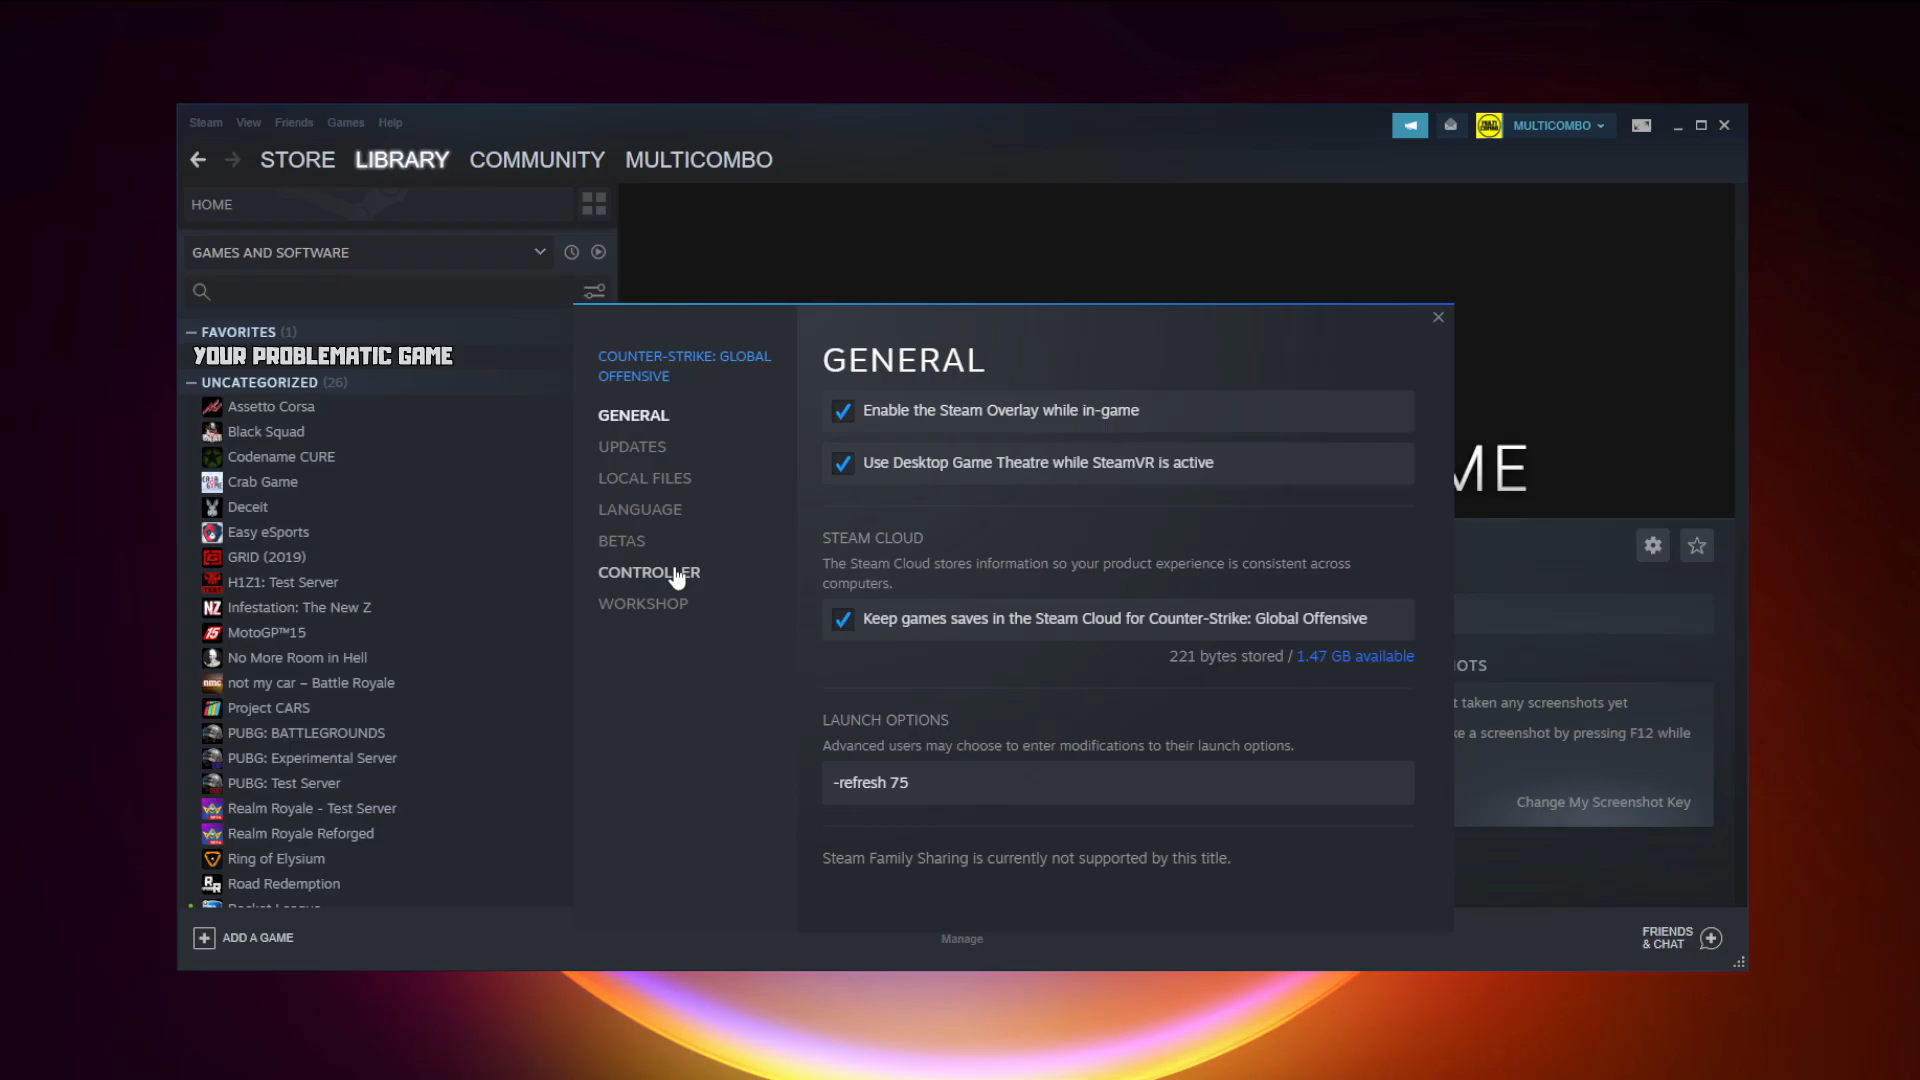 Steam View Friends Games Help
MULTICOMBO
STORE LIBRARY COMMUNITY MULTICOMBO
HOME
GAMES AND SOFTWARE
FAVORITES (1)
YOUR PROBLEMATIC GAME
UNCATEGORIZED (26)
Assetto Corsa
Black Squad
Codename CURE
Crab Game
Deceit
Easy eSports
GRID (2019)
H1Z1: Test Server
Infestation: The New Z
MotoGP™15
No More Room in Hell
not my car – Battle Royale
Project CARS
PUBG: BATTLEGROUNDS
PUBG: Experimental Server
PUBG: Test Server
Realm Royale - Test Server
Realm Royale Reforged
Ring of Elysium
Road Redemption
ADD A GAME
COUNTER-STRIKE: GLOBAL
OFFENSIVE
GENERAL
UPDATES
LOCAL FILES
LANGUAGE
BETAS
CONTROLLER
WORKSHOP
GENERAL
Enable the Steam Overlay while in-game
Use Desktop Game Theatre while SteamVR is active
STEAM CLOUD
The Steam Cloud stores information so your product experience is consistent across
computers.
Keep games saves in the Steam Cloud for Counter-Strike: Global Offensive
221 bytes stored / 1.47 GB available
LAUNCH OPTIONS
Advanced users may choose to enter modifications to their launch options.
-refresh 75
Steam Family Sharing is currently not supported by this title.
Manage
ME
OTS
t taken any screenshots yet
ke a screenshot by pressing F12 while
Change My Screenshot Key
FRIENDS
& CHAT